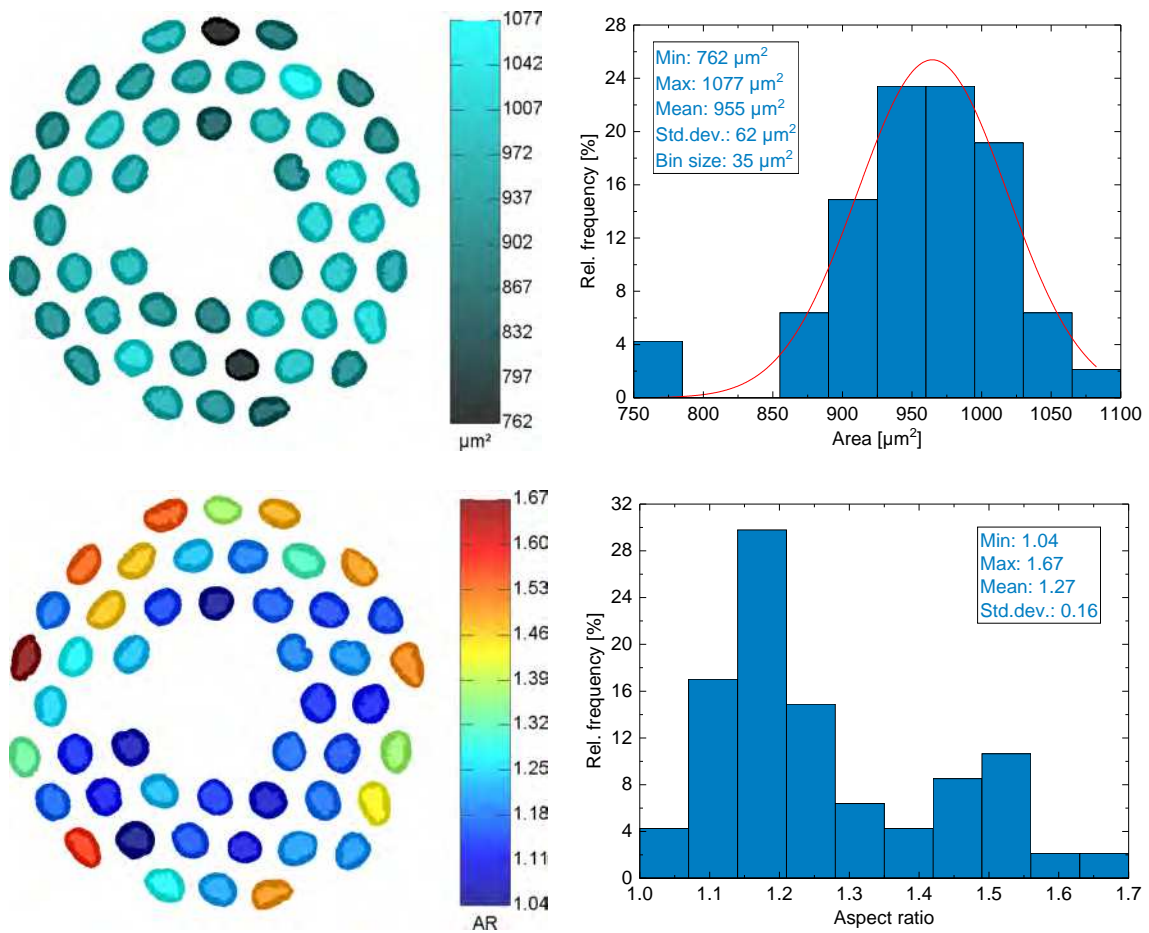 1077
1042
1007
972
937
902
867
832
797
762
µm²
28
24
20
16
12
8
4
0
Rel. frequency [%]
Min: 762 µm²
Max: 1077 µm²
Mean: 955 µm²
Std.dev.: 62 µm²
Bin size: 35 µm²
750 800 850 900 950 1000 1050 1100
Area [µm²]
1.67
1.60
1.53
1.46
1.39
1.32
1.25
1.18
1.11
1.04
AR
32
28
24
20
16
12
8
4
0
Rel. frequency [%]
Min: 1.04
Max: 1.67
Mean: 1.27
Std.dev.: 0.16
1.0 1.1 1.2 1.3 1.4 1.5 1.6 1.7
Aspect ratio